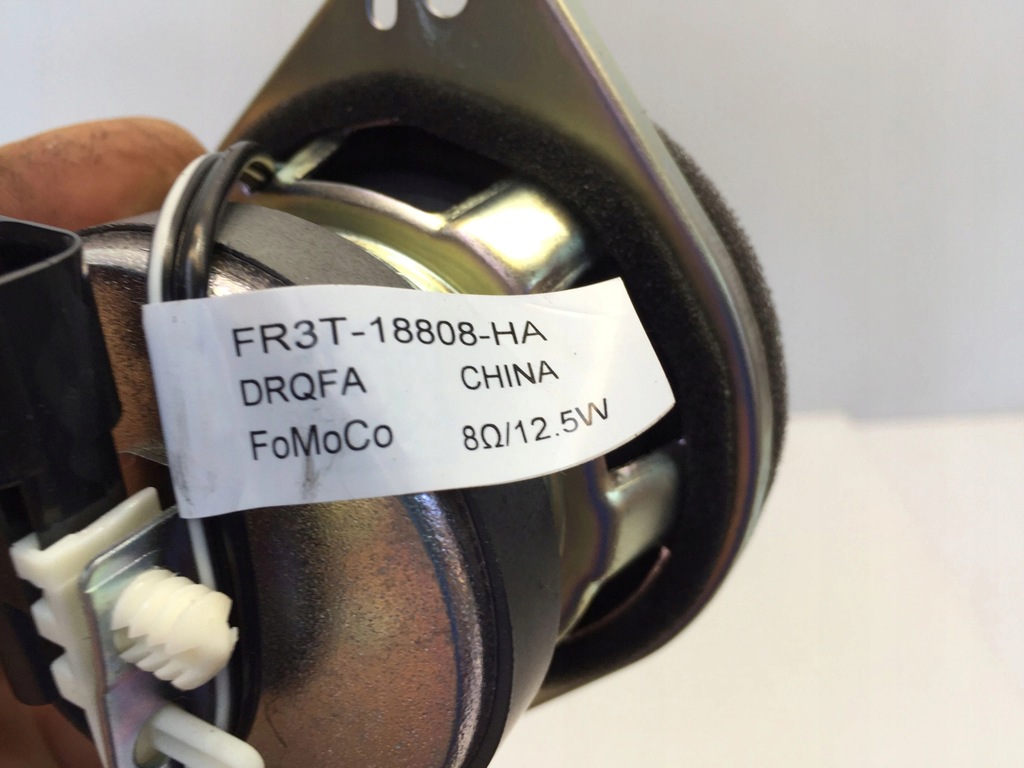 FR3T-18808-HA
DRQFA CHINA
FoMoCo 8Ω/12.5W